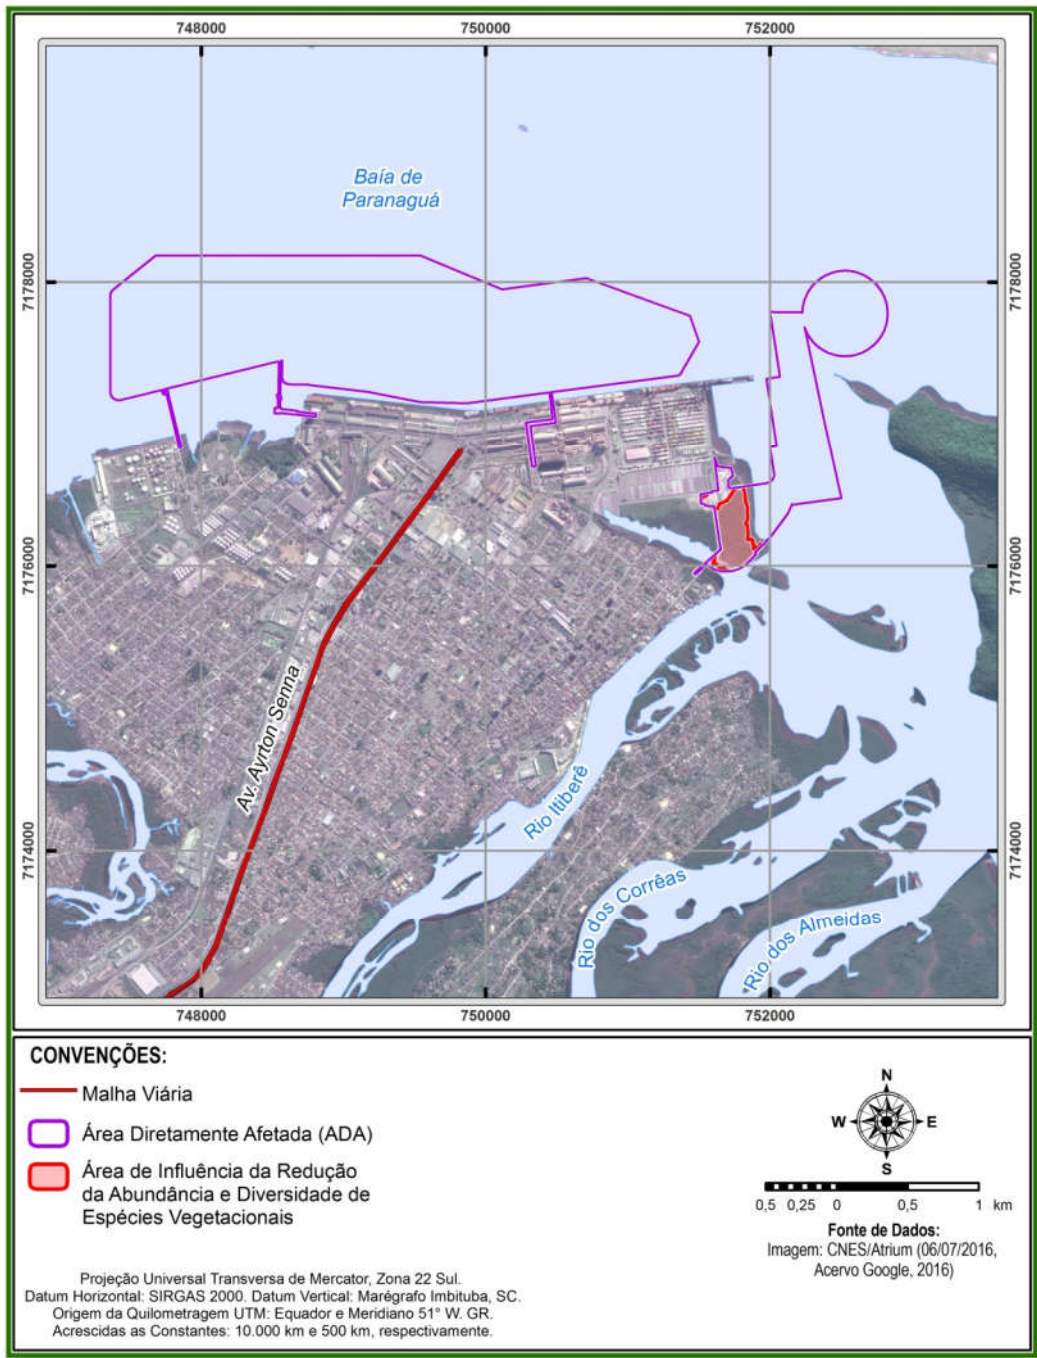 748000 750000 752000
Baía de
Paranaguá
7178000 7178000
7176000 7176000
Av. Ayrton Senna
Rio Itiberê
7174000 7174000
Rio dos Corrêas
Rio dos Almeidas
748000 750000 752000
CONVENÇÕES:
Malha Viária
Área Diretamente Afetada (ADA)
Área de Influência da Redução
da Abundância e Diversidade de
Espécies Vegetacionais
N
W E
S
0,5 0,25 0 0,5 1 km
Fonte de Dados:
Imagem: CNES/Atrium (06/07/2016,
Acervo Google, 2016)
Projeção Universal Transversa de Mercator, Zona 22 Sul.
Datum Horizontal: SIRGAS 2000. Datum Vertical: Marégrafo Imbituba, SC.
Origem da Quilometragem UTM: Equador e Meridiano 51° W. GR.
Acrescidas as Constantes: 10.000 km e 500 km, respectivamente.